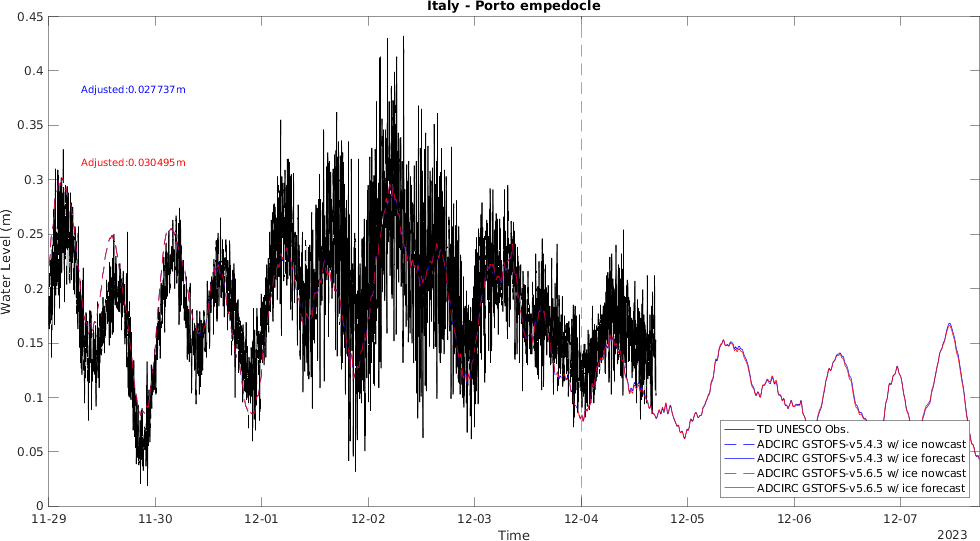 Italy - Porto empedocle
0.45
0.4
0.35
0.3
0.25
0.2
0.15
0.1
0.05
0
Water Level (m)
Adjusted:0.027737m
Adjusted:0.030495m
TD UNESCO Obs.
ADCIRC GSTOFS-v5.4.3 w/ ice nowcast
ADCIRC GSTOFS-v5.4.3 w/ ice forecast
ADCIRC GSTOFS-v5.6.5 w/ ice nowcast
ADCIRC GSTOFS-v5.6.5 w/ ice forecast
11-29 11-30 12-01 12-02 12-03 12-04 12-05 12-06 12-07
Time
2023